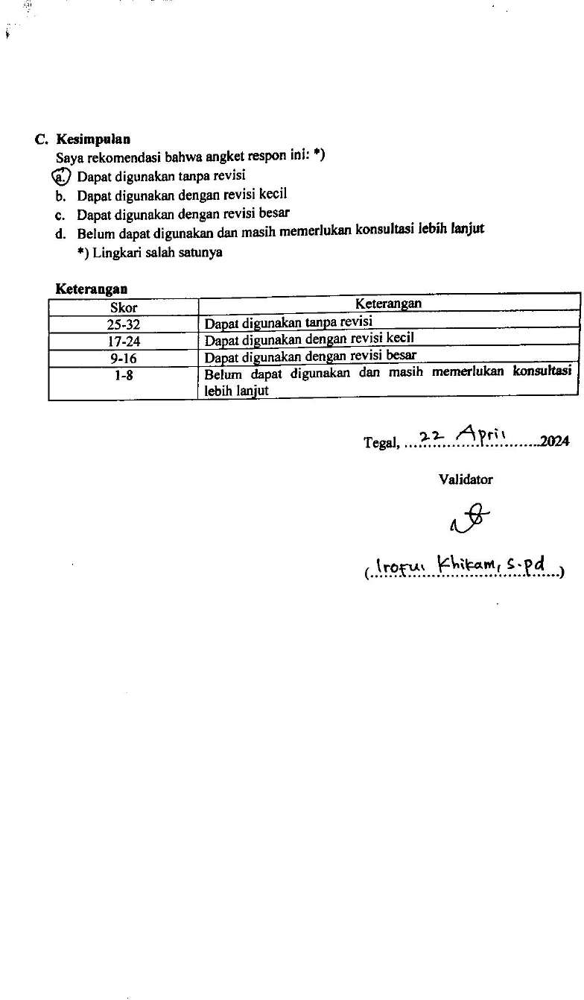 C. Kesimpulan
Saya rekomendasi bahwa angket respon ini: *)
a. Dapat digunakan tanpa revisi
b. Dapat digunakan dengan revisi kecil
c. Dapat digunakan dengan revisi besar
d. Belum dapat digunakan dan masih memerlukan konsultasi lebih lanjut
*) Lingkari salah satunya
Keterangan
Skor Keterangan
25-32 Dapat digunakan tanpa revisi
17-24 Dapat digunakan dengan revisi kecil
9-16 Dapat digunakan dengan revisi besar
1-8 Belum dapat digunakan dan masih memerlukan konsultasi
lebih lanjut
Tegal, 22 April 2024
Validator
(Irofui Khikam, S.pd)